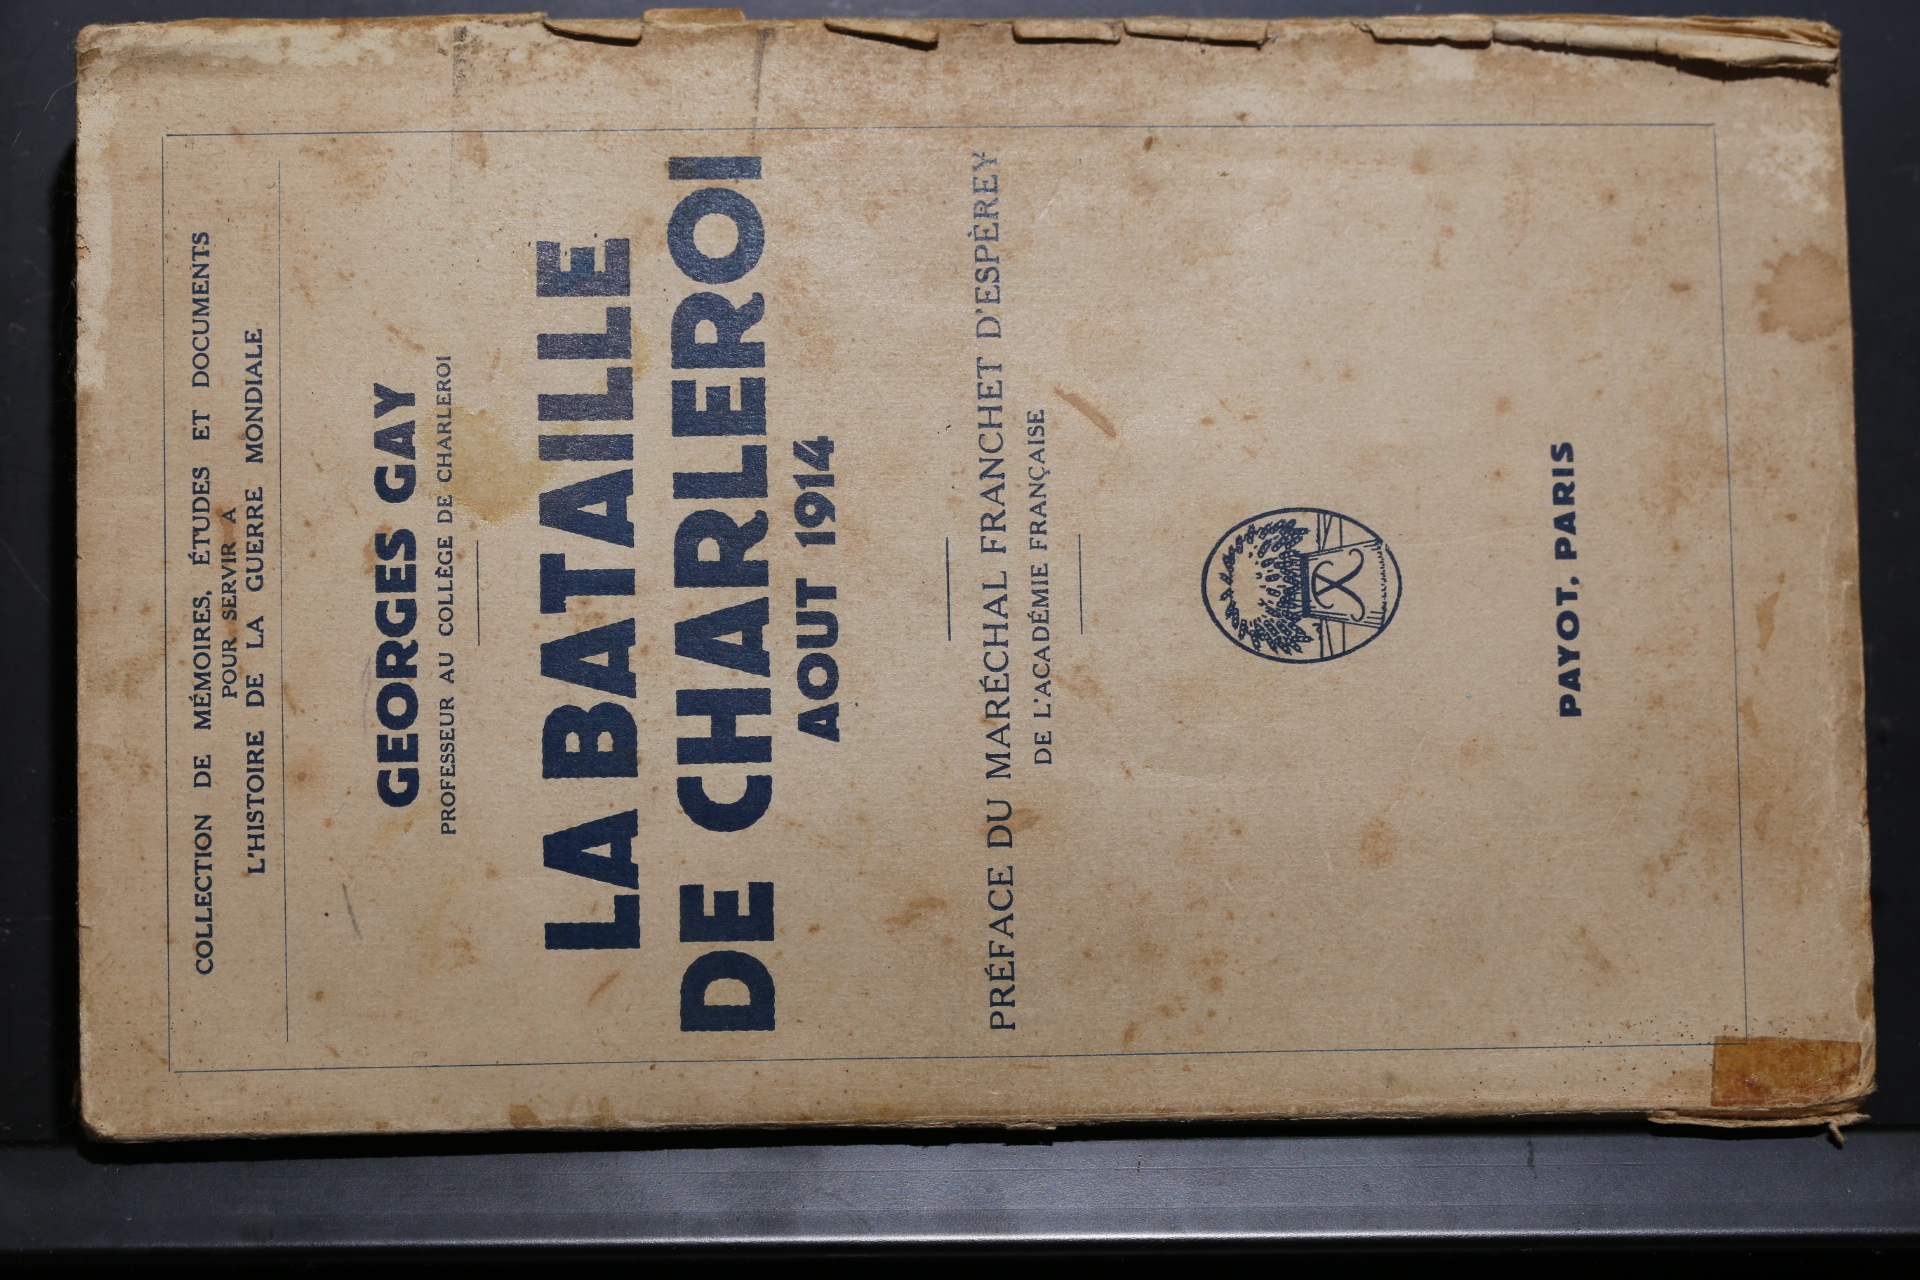 COLLECTION DE MÉMOIRES, ÉTUDES ET DOCUMENTS
POUR SERVIR A
L'HISTOIRE DE LA GUERRE MONDIALE
GEORGES GAY
PROFESSEUR AU COLLÈGE DE CHARLEROI
LA BATAILLE
DE CHARLEROI
AOUT 1914
PRÉFACE DU MARÉCHAL FRANCHET D'ESPÈREY
DE L'ACADÉMIE FRANÇAISE
PAYOT, PARIS